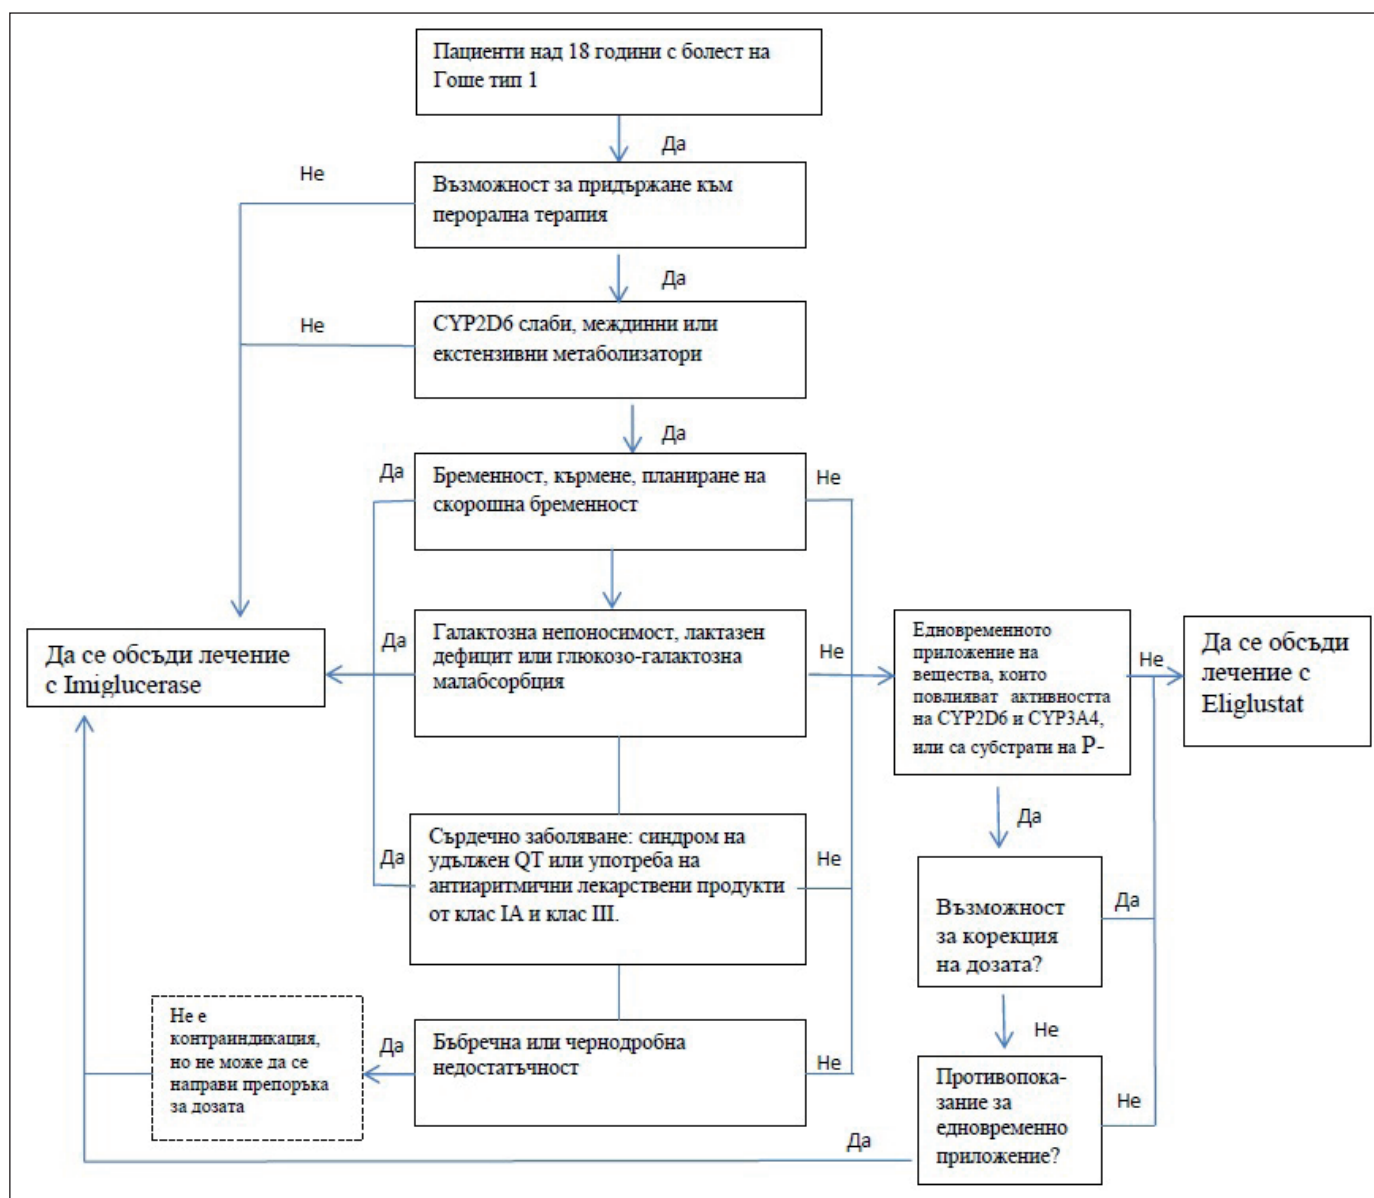 Пациенти над 18 години с болест на
Гоше тип 1
Да
Не
Възможност за придържане към
перорална терапия
Да
Не
CYP2D6 слаби, междинни или
екстензивни метаболизатори
Да
Да
Бременност, кърмене, планиране на
скорошна бременност
Не
Да се обсъди лечение
с Imiglucerase
Да
Галактозна непоносимост, лактазен
дефицит или глюкозо-галактозна
малабсорбция
Не
Едновременното
приложение на
вещества, които
повлияват активността
на CYP2D6 и CYP3A4,
или са субстрати на P-
Не
Да се обсъди
лечение с
Eliglustat
Да
Да
Сърдечно заболяване: синдром на
удължен QT или употреба на
антиаритмични лекарствени продукти
от клас IA и клас III.
Не
Възможност
за корекция
на дозата?
Да
Не
Не е
контраиндикация,
но не може да се
направи препоръка
за дозата
Да
Бъбречна или чернодробна
недостатъчност
Не
Противопока-
зание за
едновременно
приложение?
Не
Да